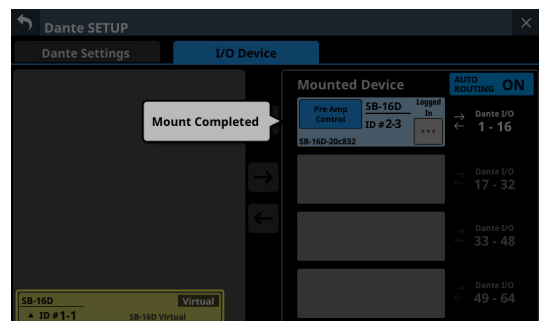 Dante SETUP
Dante Settings
I/O Device
Mounted Device
AUTO
ROUTING ON
Mount Completed
Pre Amp
Control
SB-16D
ID # 2-3
Logged
In
...
SB-16D-20c832
Dante I/O
1 - 16
Dante I/O
17 - 32
Dante I/O
33 - 48
Dante I/O
49 - 64
SB-16D
Virtual
ID # 1-1
SB-16D Virtual